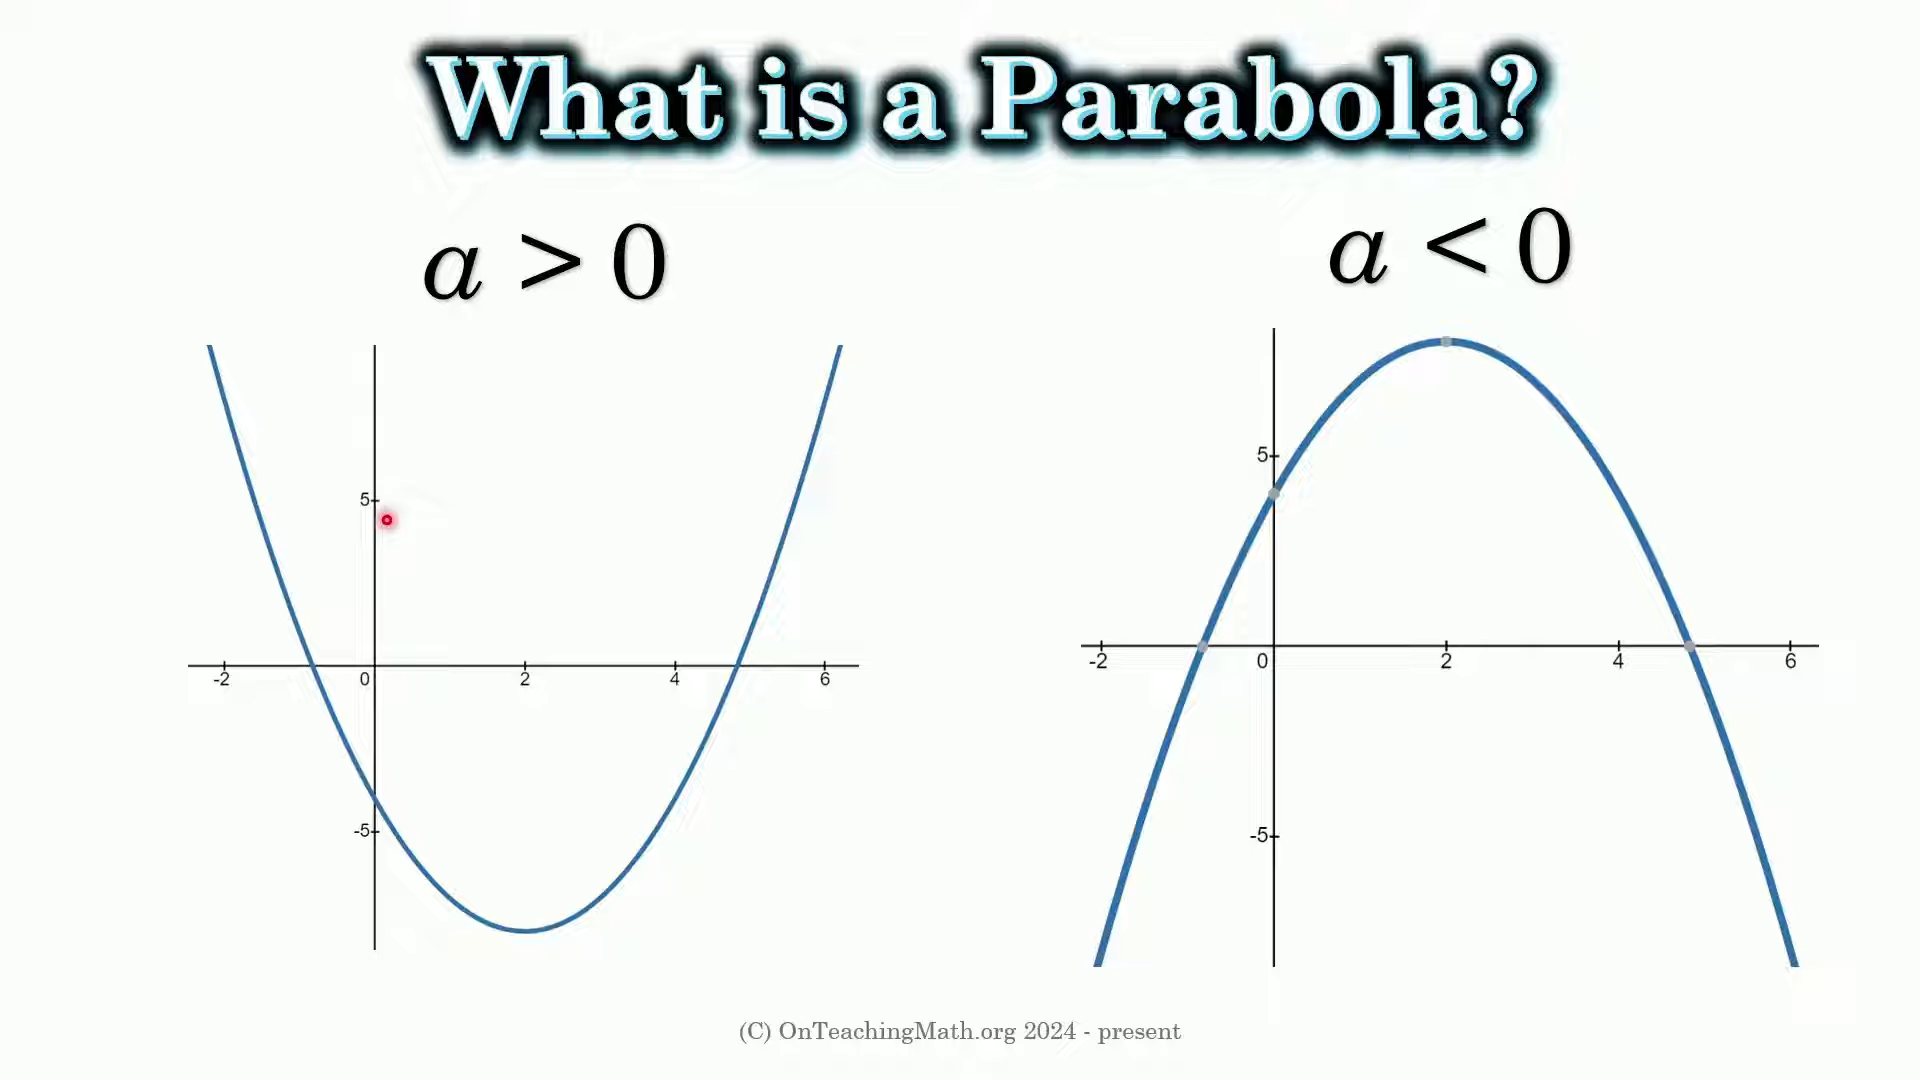 What is a Parabola?
a > 0
a < 0
5
-2 0 2 4 6
-5
5
-2 0 2 4 6
-5
(C) OnTeachingMath.org 2024 - present